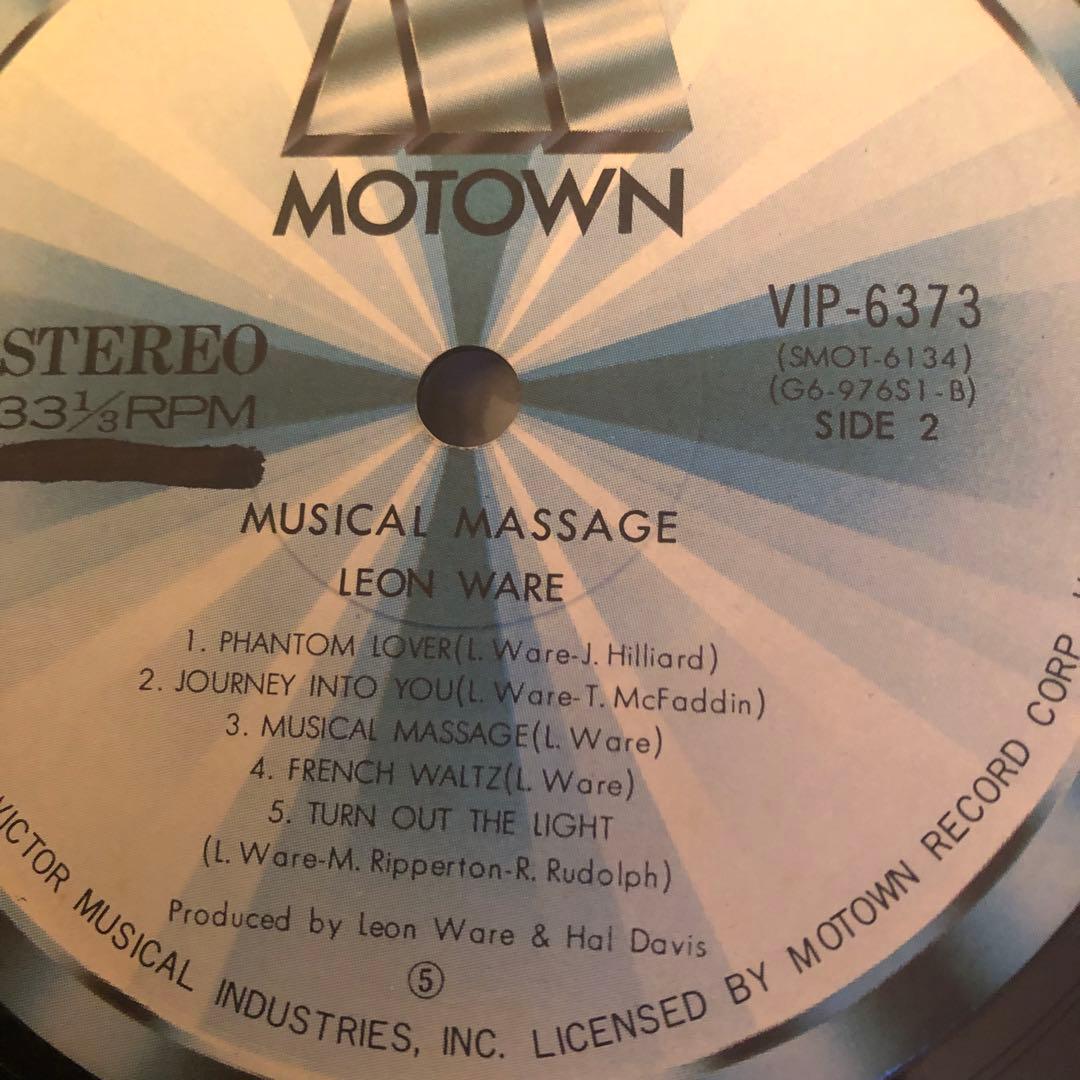 MOTOWN
STEREO
33⅓RPM
VIP-6373
(SMOT-6134)
(G6-976S1-B)
SIDE 2
MUSICAL MASSAGE
LEON WARE
1. PHANTOM LOVER(L. Ware-J. Hilliard)
2. JOURNEY INTO YOU(L. Ware-T. McFaddin)
3. MUSICAL MASSAGE(L. Ware)
4. FRENCH WALTZ(L. Ware)
5. TURN OUT THE LIGHT
(L. Ware-M. Ripperton-R. Rudolph)
Produced by Leon Ware & Hal Davis
⑤
VICTOR MUSICAL INDUSTRIES, INC. LICENSED BY MOTOWN RECORD CORP